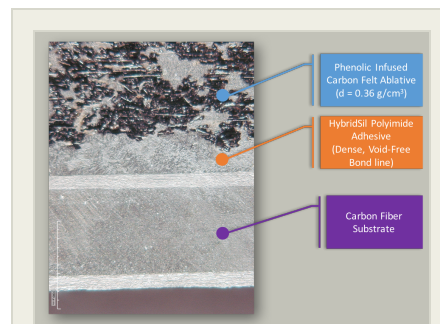 Phenolic Infused
Carbon Felt Ablative
(d = 0.36 g/cm³)
HybridSil Polyimide
Adhesive
(Dense, Void-Free
Bond line)
Carbon Fiber
Substrate